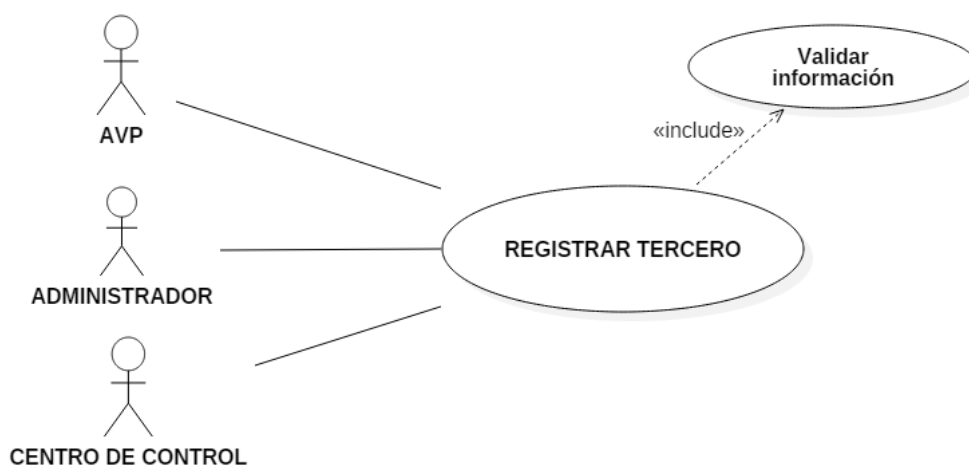 Validar
información
«include»
AVP
REGISTRAR TERCERO
ADMINISTRADOR
CENTRO DE CONTROL